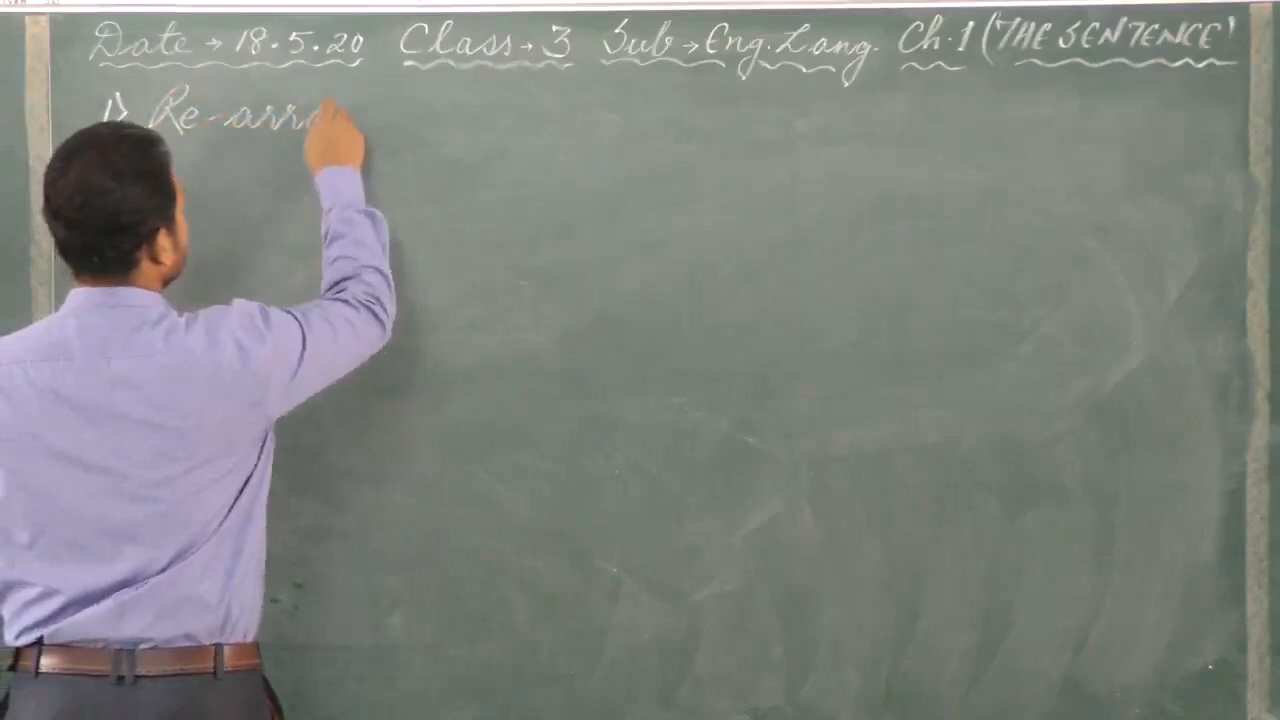 Date → 18.5.20 Class → 3 Sub → Eng. Lang. Ch. 1 (THE SENTENCE)
1) Re-arra